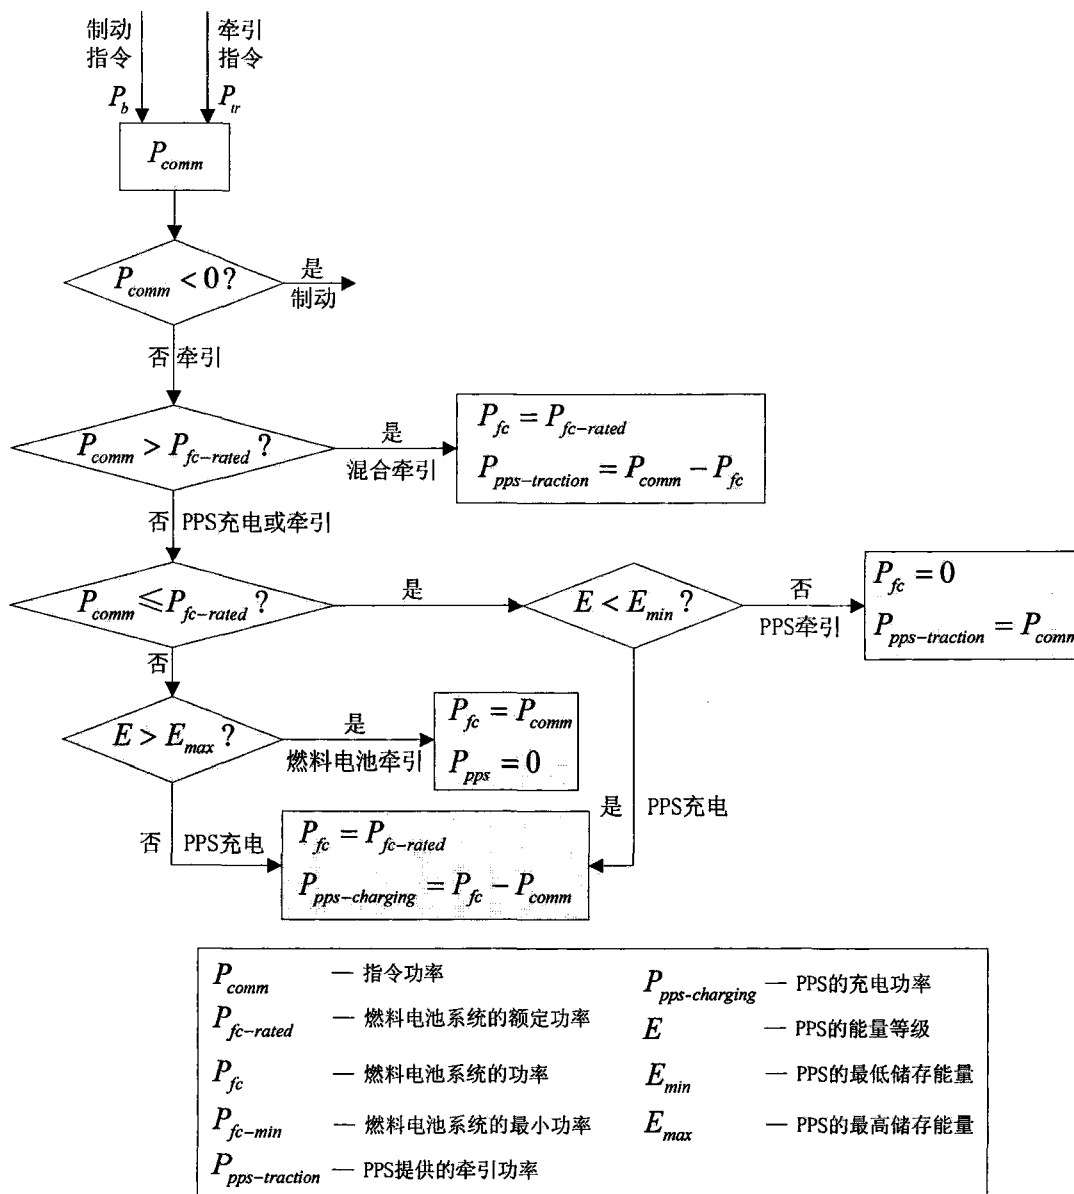 制动 牵引
指令 指令
P_b P_tr
P_comm
P_comm < 0?
是
制动
否 牵引
P_comm > P_fc-rated ?
是
混合牵引
P_fc = P_fc-rated
P_pps-traction = P_comm - P_fc
否 PPS充电或牵引
P_comm ≤ P_fc-rated ?
是
E < E_min ?
否
PPS牵引
P_fc = 0
P_pps-traction = P_comm
否
E > E_max ?
是
燃料电池牵引
P_fc = P_comm
P_pps = 0
是 PPS充电
否 PPS充电
P_fc = P_fc-rated
P_pps-charging = P_fc - P_comm
P_comm — 指令功率
P_fc-rated — 燃料电池系统的额定功率
P_fc — 燃料电池系统的功率
P_fc-min — 燃料电池系统的最小功率
P_pps-traction — PPS提供的牵引功率
P_pps-charging — PPS的充电功率
E — PPS的能量等级
E_min — PPS的最低储存能量
E_max — PPS的最高储存能量